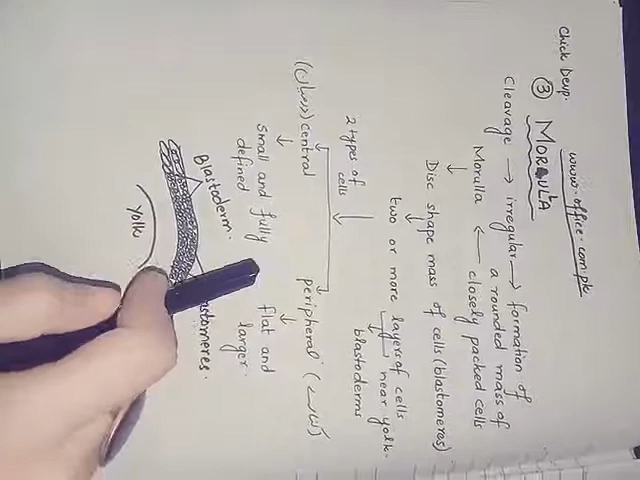 www.office.com.pk
Chick Devp.
③ MORULA
Cleavage → irregular → formation of
a rounded mass of
Morulla ← closely packed cells
↓
Disc shape mass of cells (blastomeres)
↓
two or more layers of cells
near yolk.
blastoderms
2 types of
cells
central
peripheral
↓
↓
small and fully
defined
flat and
larger.
Blastoderm.
stomeres.
Yolk